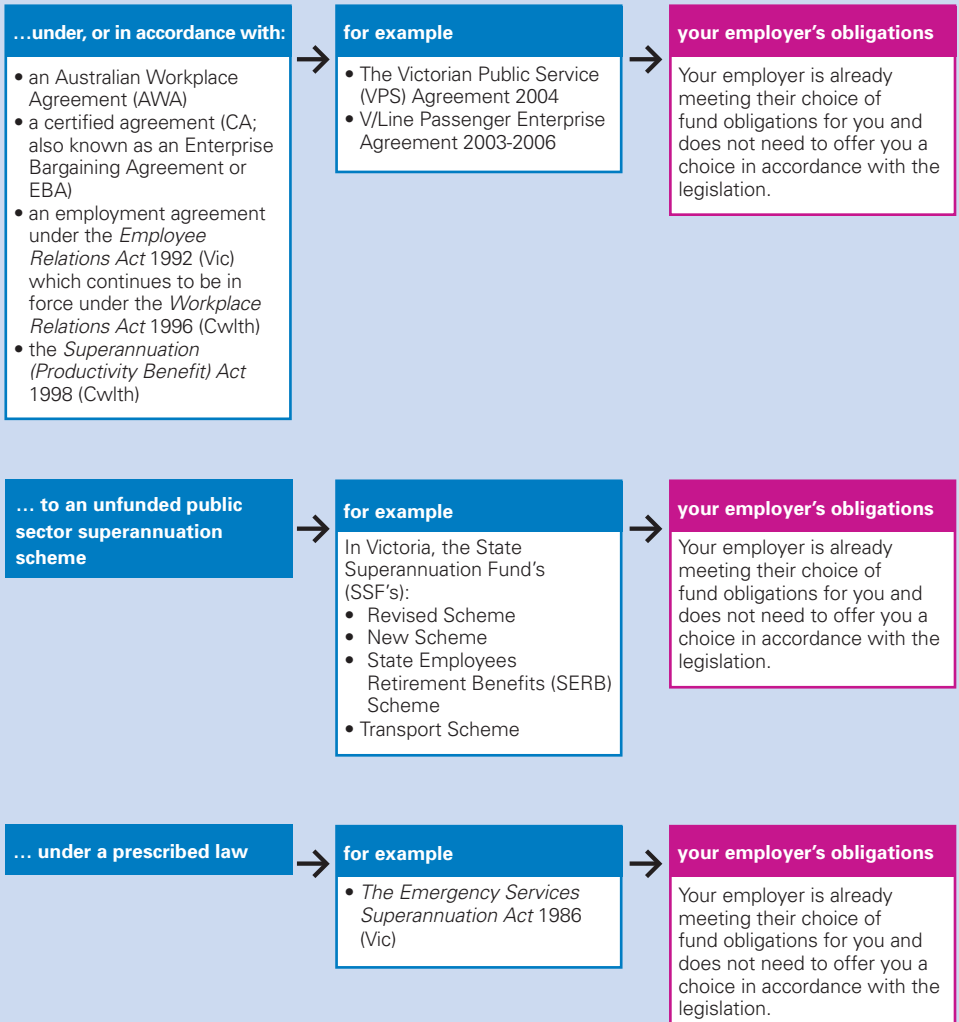 …under, or in accordance with:
• an Australian Workplace
Agreement (AWA)
• a certified agreement (CA;
also known as an Enterprise
Bargaining Agreement or
EBA)
• an employment agreement
under the Employee
Relations Act 1992 (Vic)
which continues to be in
force under the Workplace
Relations Act 1996 (Cwlth)
• the Superannuation
(Productivity Benefit) Act
1998 (Cwlth)
for example
• The Victorian Public Service
(VPS) Agreement 2004
• V/Line Passenger Enterprise
Agreement 2003-2006
your employer's obligations
Your employer is already
meeting their choice of
fund obligations for you and
does not need to offer you a
choice in accordance with the
legislation.
… to an unfunded public
sector superannuation
scheme
for example
In Victoria, the State
Superannuation Fund's
(SSF's):
• Revised Scheme
• New Scheme
• State Employees
Retirement Benefits (SERB)
Scheme
• Transport Scheme
your employer's obligations
Your employer is already
meeting their choice of
fund obligations for you and
does not need to offer you a
choice in accordance with the
legislation.
… under a prescribed law
for example
• The Emergency Services
Superannuation Act 1986
(Vic)
your employer's obligations
Your employer is already
meeting their choice of
fund obligations for you and
does not need to offer you a
choice in accordance with the
legislation.